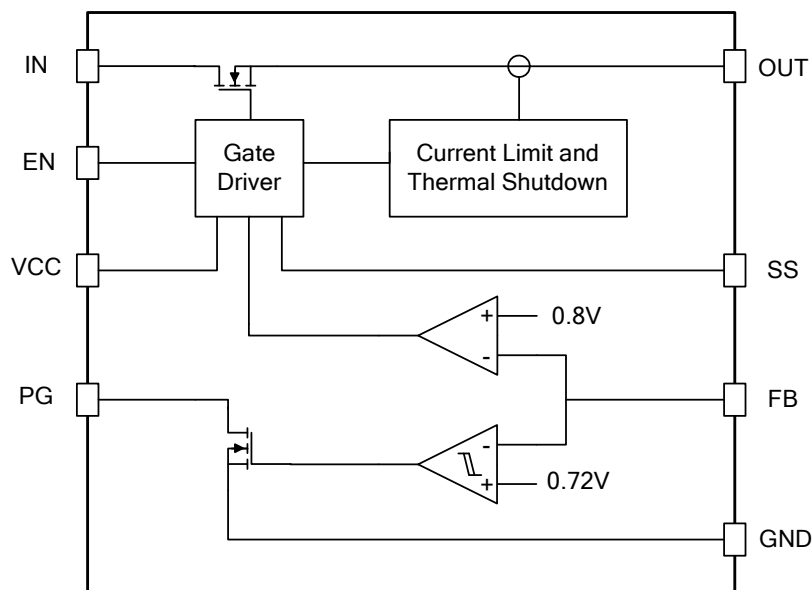 IN
OUT
EN
Gate
Driver
Current Limit and
Thermal Shutdown
VCC
SS
+
0.8V
-
PG
FB
-
+
0.72V
GND